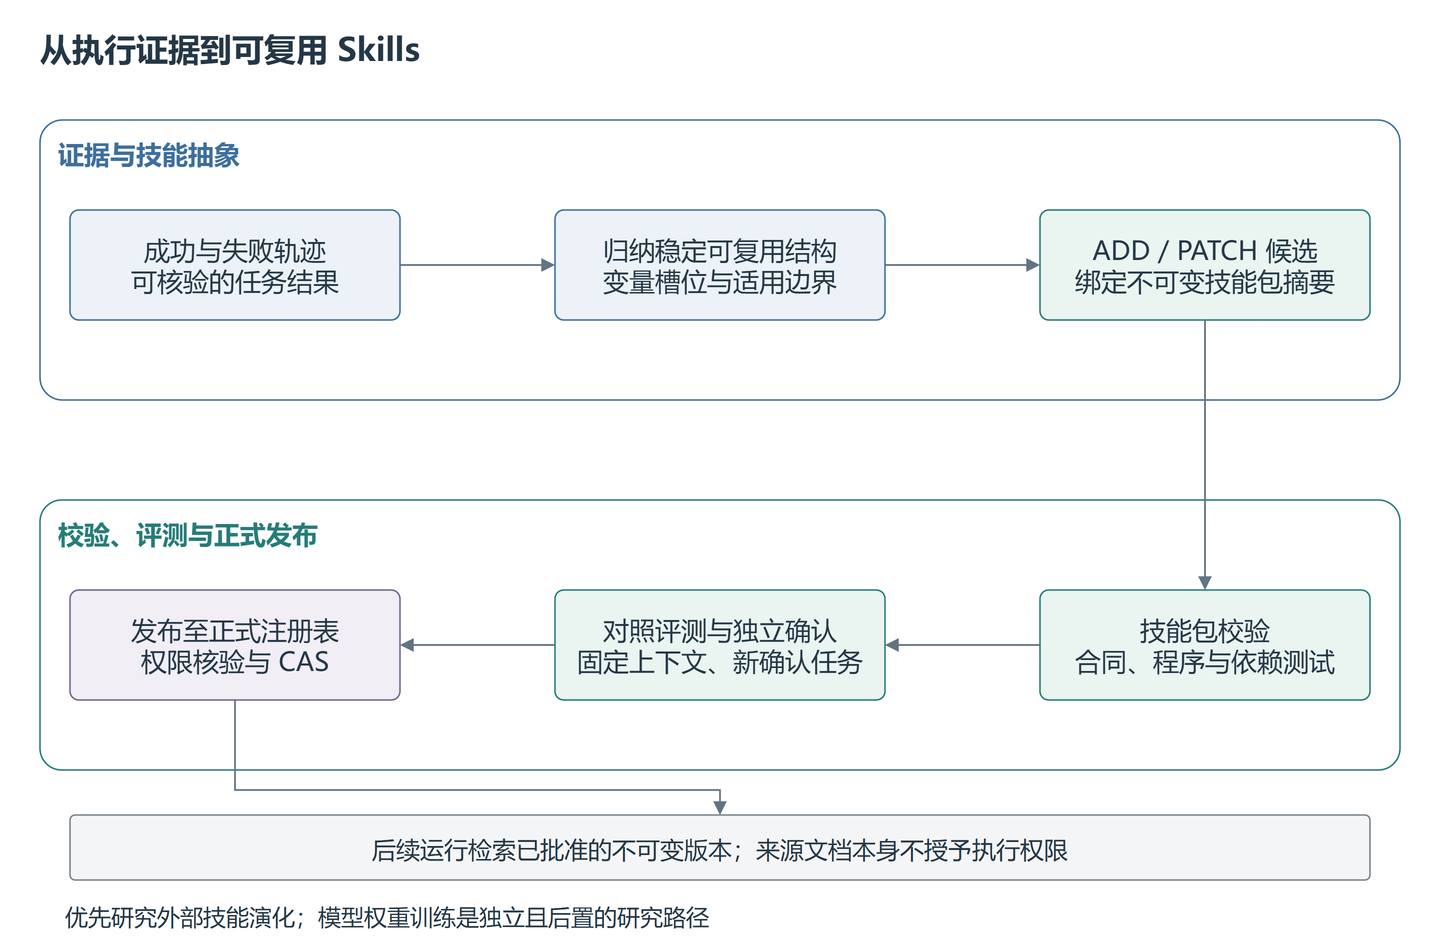 从执行证据到可复用 Skills
证据与技能抽象
成功与失败轨迹
可核验的任务结果
归纳稳定可复用结构
变量槽位与适用边界
ADD / PATCH 候选
绑定不可变技能包摘要
校验、评测与正式发布
发布至正式注册表
权限核验与 CAS
对照评测与独立确认
固定上下文、新确认任务
技能包校验
合同、程序与依赖测试
后续运行检索已批准的不可变版本；来源文档本身不授予执行权限
优先研究外部技能演化；模型权重训练是独立且后置的研究路径